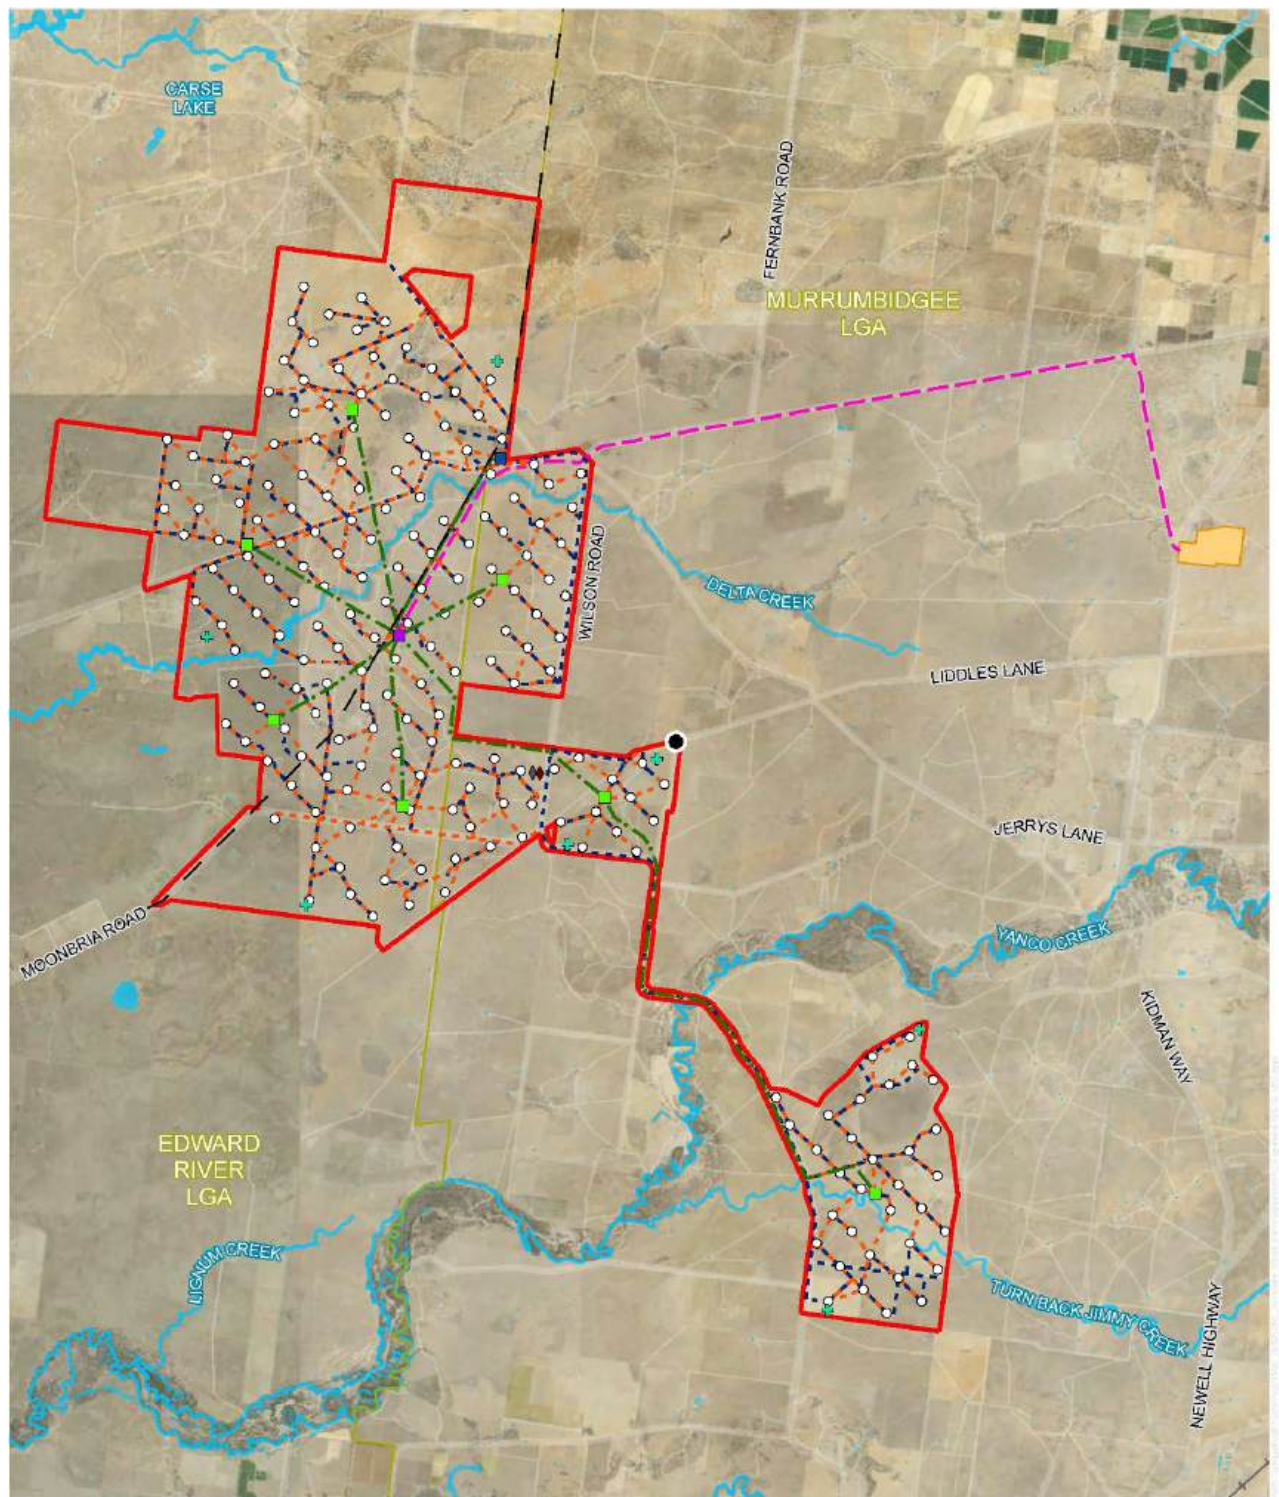 CARSE
LAKE
FERNBANK ROAD
MURRUMBIDGEE
LGA
WILSON ROAD
DELTA CREEK
LIDDLES LANE
JERRYS LANE
MOONBRIA ROAD
YANCO CREEK
KIDMAN WAY
EDWARD
RIVER
LGA
LIGNUM CREEK
TURN BACK JIMMY CREEK
NEWELL HIGHWAY